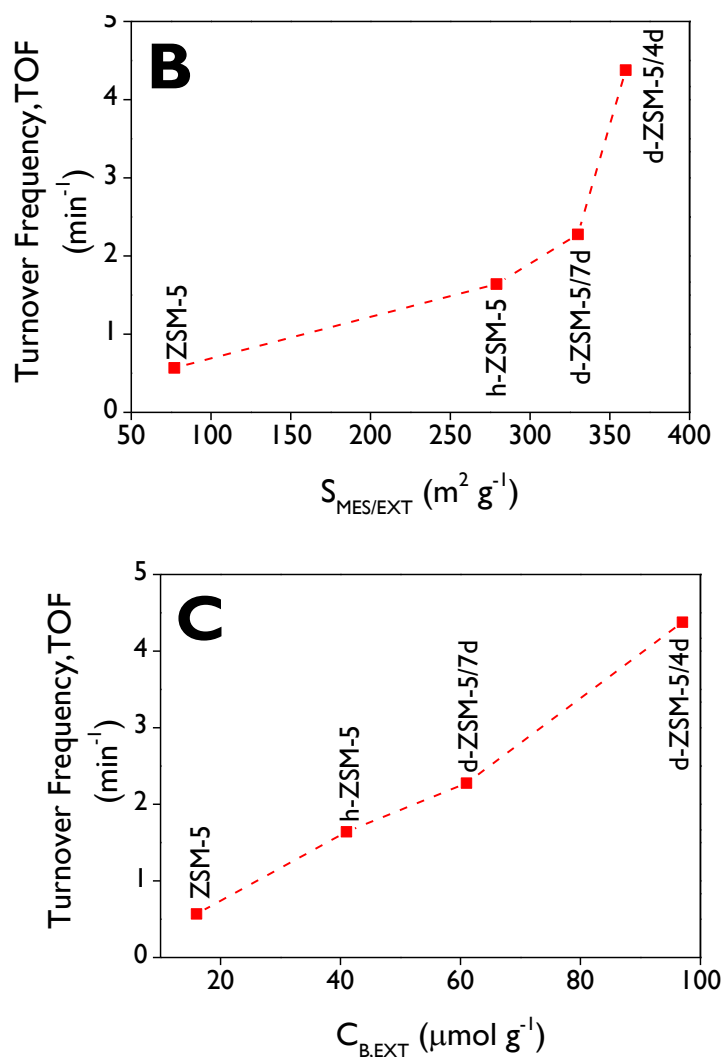 B
Turnover Frequency, TOF
(min⁻¹)
5
4
3
2
1
0
ZSM-5
h-ZSM-5
d-ZSM-5/7d
d-ZSM-5/4d
50 100 150 200 250 300 350 400
S_MES/EXT (m² g⁻¹)
C
Turnover Frequency, TOF
(min⁻¹)
5
4
3
2
1
0
ZSM-5
h-ZSM-5
d-ZSM-5/7d
d-ZSM-5/4d
20 40 60 80 100
C_B,EXT (μmol g⁻¹)